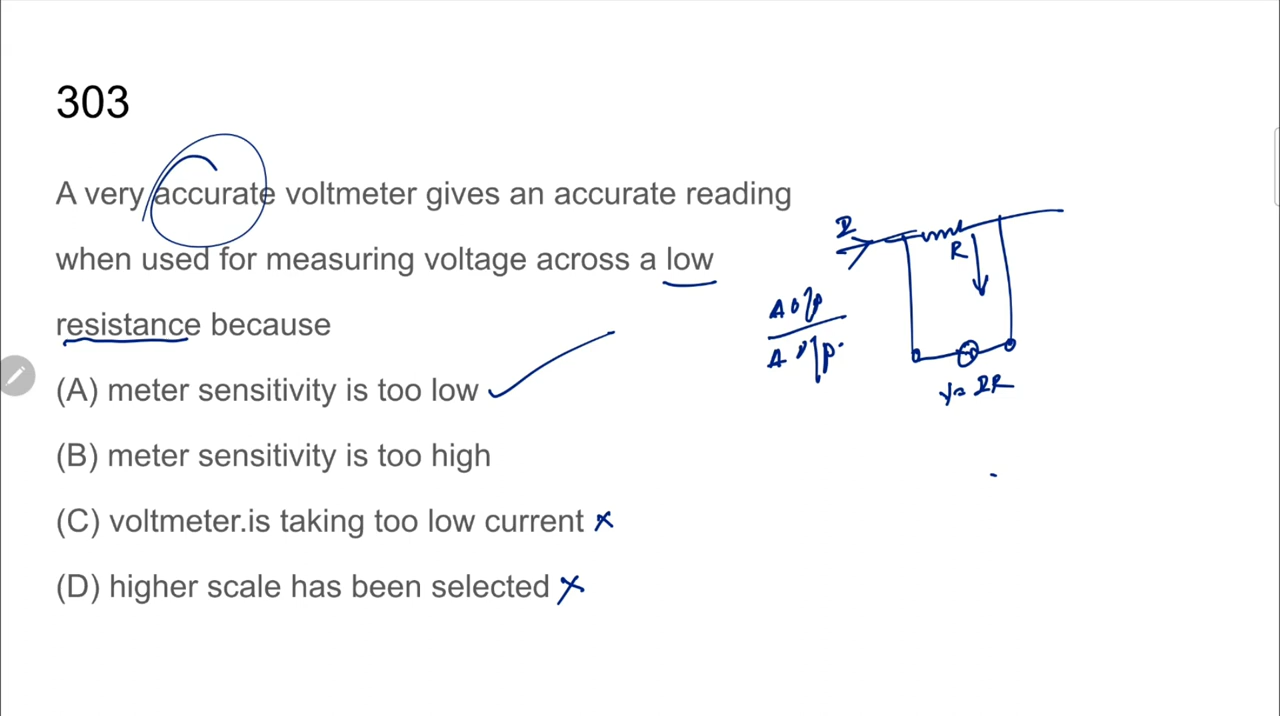 303
A very accurate voltmeter gives an accurate reading
when used for measuring voltage across a low
resistance because
(A) meter sensitivity is too low
(B) meter sensitivity is too high
(C) voltmeter.is taking too low current ×
(D) higher scale has been selected ×
I
R
Δ o/p
Δ i/p
V= IR